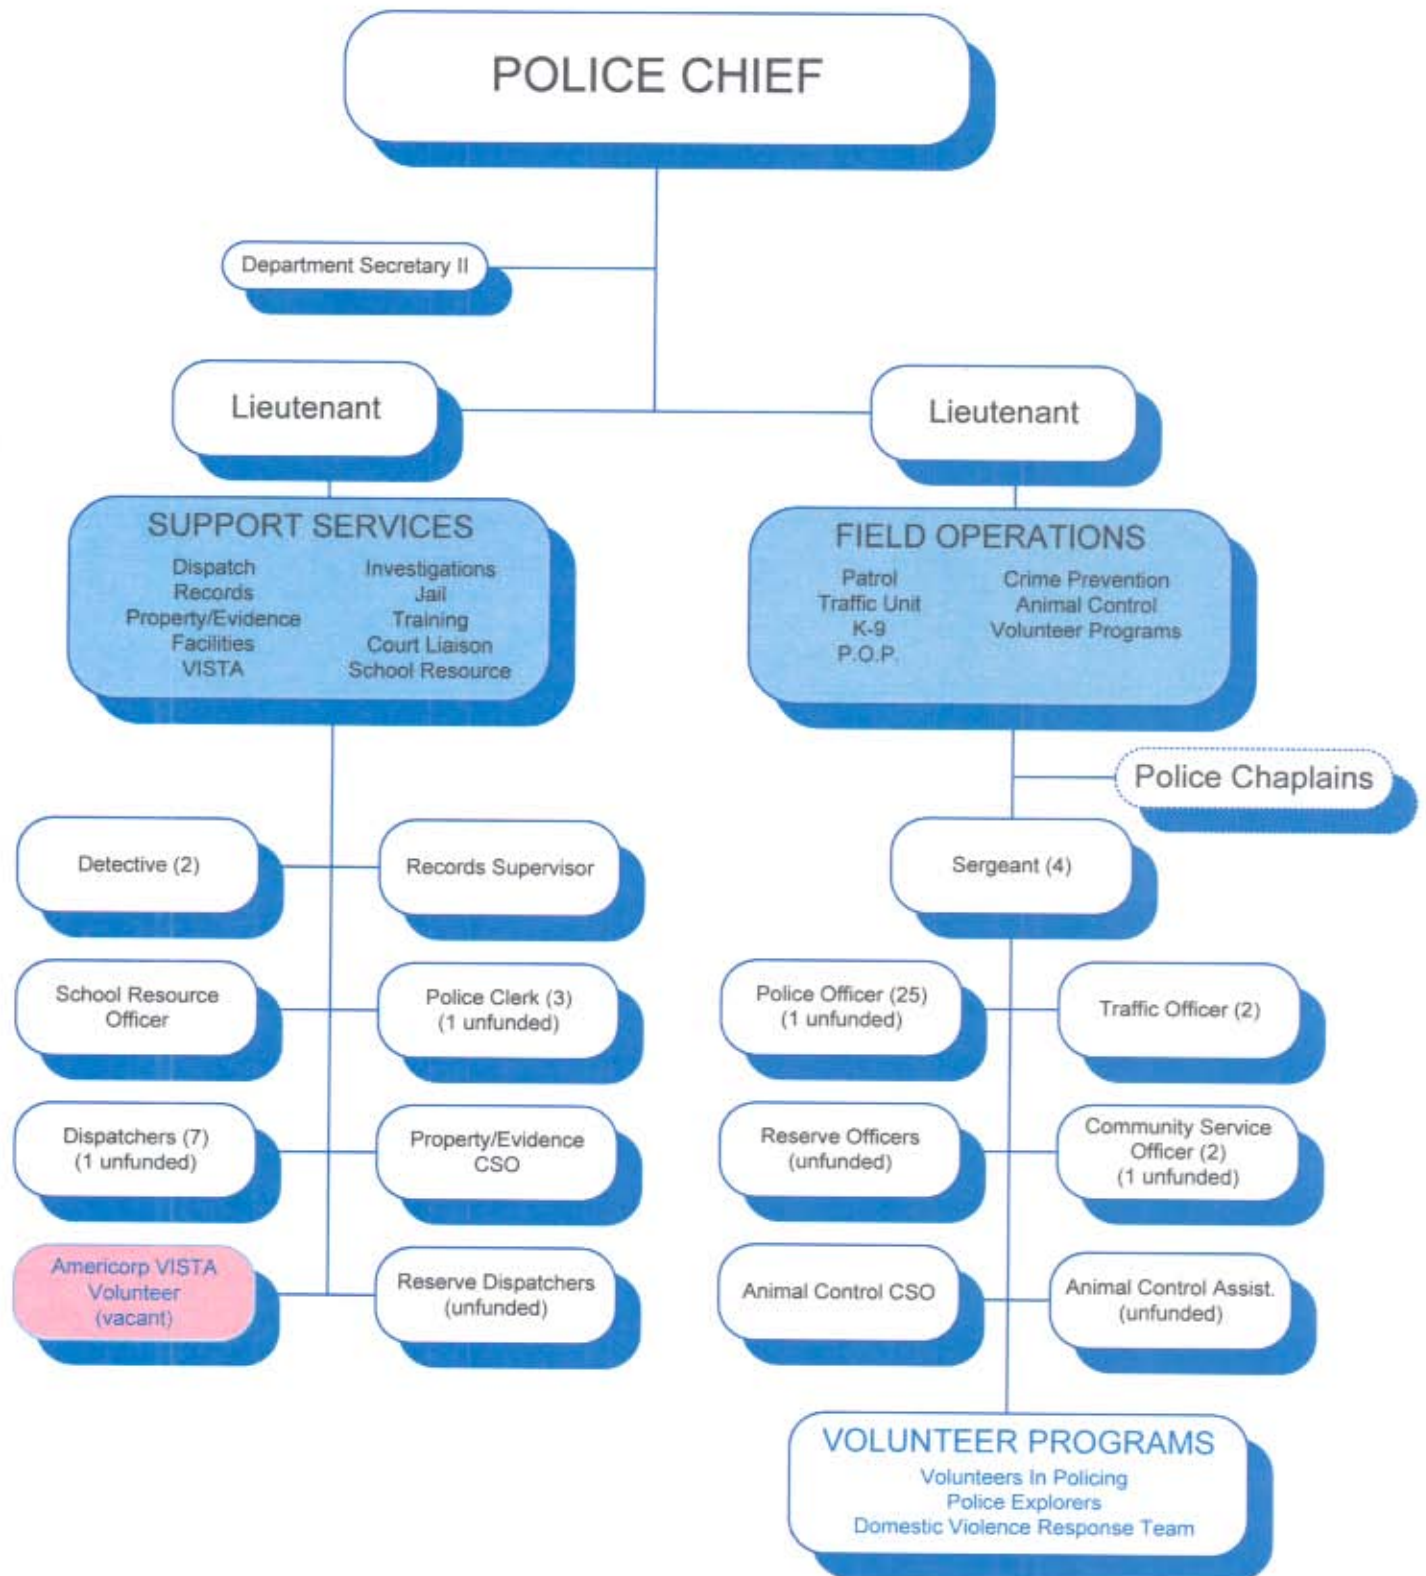 POLICE CHIEF
Department Secretary II
Lieutenant
Lieutenant
SUPPORT SERVICES
Dispatch
Records
Property/Evidence
Facilities
VISTA
Investigations
Jail
Training
Court Liaison
School Resource
FIELD OPERATIONS
Patrol
Traffic Unit
K-9
P.O.P.
Crime Prevention
Animal Control
Volunteer Programs
Police Chaplains
Detective (2)
Records Supervisor
School Resource
Officer
Police Clerk (3)
(1 unfunded)
Dispatchers (7)
(1 unfunded)
Property/Evidence
CSO
Americorp VISTA
Volunteer
(vacant)
Reserve Dispatchers
(unfunded)
Sergeant (4)
Police Officer (25)
(1 unfunded)
Traffic Officer (2)
Reserve Officers
(unfunded)
Community Service
Officer (2)
(1 unfunded)
Animal Control CSO
Animal Control Assist.
(unfunded)
VOLUNTEER PROGRAMS
Volunteers In Policing
Police Explorers
Domestic Violence Response Team